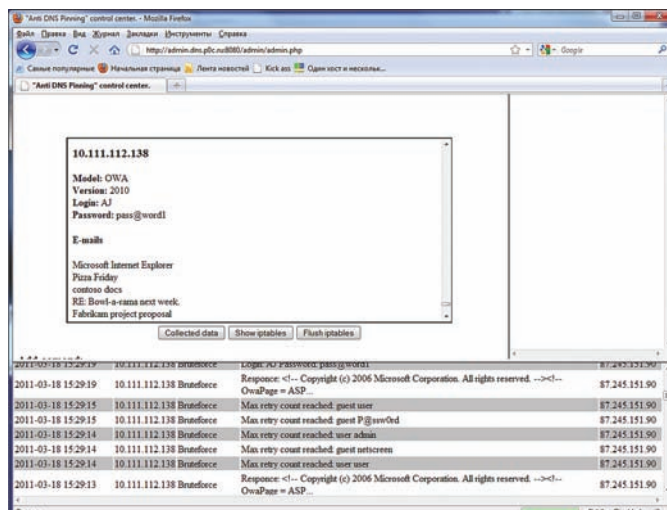 "Anti DNS Pinning" control center. - Mozilla Firefox
Файл Правка Вид Журнал Закладки Инструменты Справка
http://admin.dns.p0c.ru:8080/admin/admin.php
Google
Самые популярные Начальная страница Лента новостей Kick ass Один хост и нескольк...
"Anti DNS Pinning" control center.
10.111.112.138
Model: OWA
Version: 2010
Login: AJ
Password: pass@word1
E-mails
Microsoft Internet Explorer
Pizza Friday
contoso docs
RE: Bowl-a-rama next week.
Fabrikam project proposal
Collected data Show iptables Flush iptables
2011-03-18 15:29:19 10.111.112.138 Bruteforce Login: AJ Password: pass@word1 87.245.151.90
2011-03-18 15:29:19 10.111.112.138 Bruteforce Responce: <!-- Copyright (c) 2006 Microsoft Corporation. All rights reserved. --><!-- OwaPage = ASP... 87.245.151.90
2011-03-18 15:29:15 10.111.112.138 Bruteforce Max retry count reached: guest user 87.245.151.90
2011-03-18 15:29:15 10.111.112.138 Bruteforce Max retry count reached: guest P@ssw0rd 87.245.151.90
2011-03-18 15:29:14 10.111.112.138 Bruteforce Max retry count reached: user admin 87.245.151.90
2011-03-18 15:29:14 10.111.112.138 Bruteforce Max retry count reached: guest netscreen 87.245.151.90
2011-03-18 15:29:14 10.111.112.138 Bruteforce Max retry count reached: user user 87.245.151.90
2011-03-18 15:29:13 10.111.112.138 Bruteforce Responce: <!-- Copyright (c) 2006 Microsoft Corporation. All rights reserved. --><!-- OwaPage = ASP... 87.245.151.90